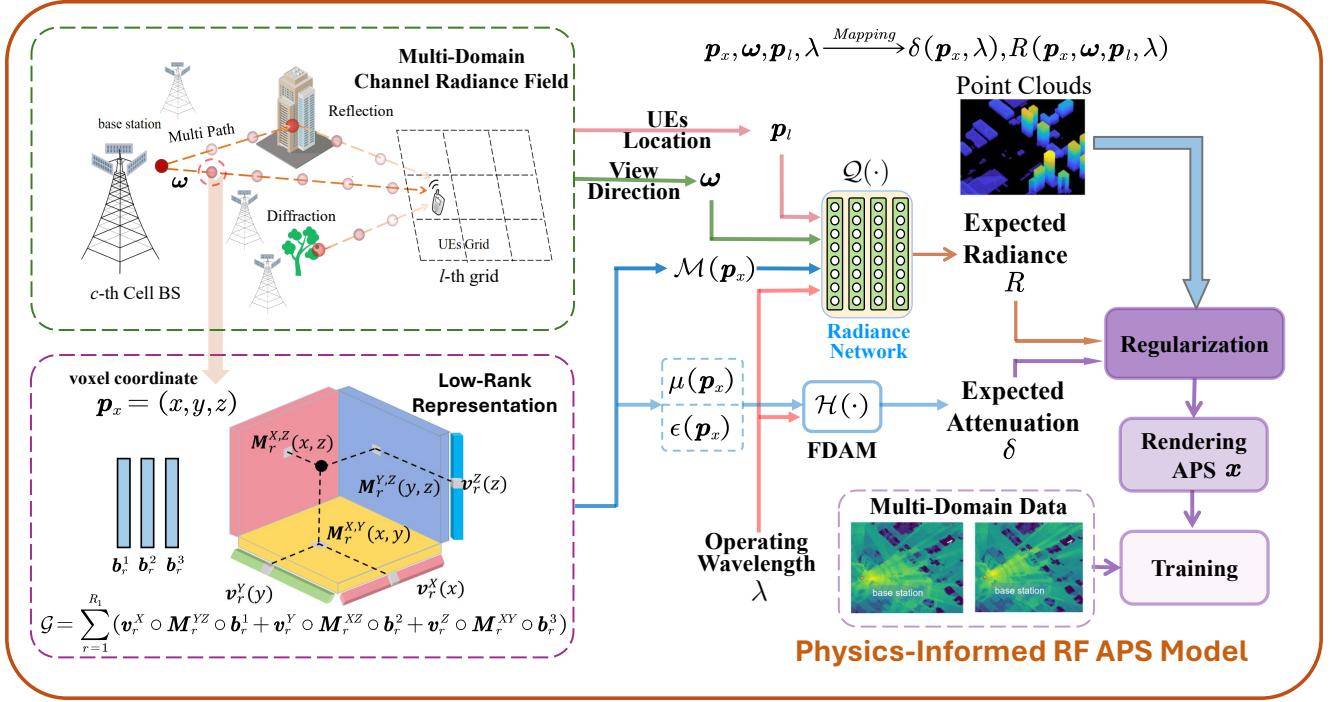 Multi-Domain
Channel Radiance Field
base station
Multi Path
Reflection
ω
Diffraction
UEs Grid
c-th Cell BS
l-th grid
voxel coordinate
p_x = (x, y, z)
Low-Rank
Representation
M_r^{X,Z}(x, z)
M_r^{Y,Z}(y, z)
v_r^Z(z)
M_r^{X,Y}(x, y)
b_r^1 b_r^2 b_r^3
v_r^Y(y)
v_r^X(x)
𝒢 = ∑_{r=1}^{R_1} (v_r^X ∘ M_r^{YZ} ∘ b_r^1 + v_r^Y ∘ M_r^{XZ} ∘ b_r^2 + v_r^Z ∘ M_r^{XY} ∘ b_r^3)
p_x, ω, p_l, λ —Mapping→ δ(p_x, λ), R(p_x, ω, p_l, λ)
UEs
Location
p_l
View
Direction
ω
ℳ(p_x)
𝒬(·)
Radiance
Network
μ(p_x)
ϵ(p_x)
ℋ(·)
FDAM
Operating
Wavelength
λ
Point Clouds
Expected
Radiance
R
Expected
Attenuation
δ
Regularization
Rendering
APS x
Training
Multi-Domain Data
base station
base station
Physics-Informed RF APS Model